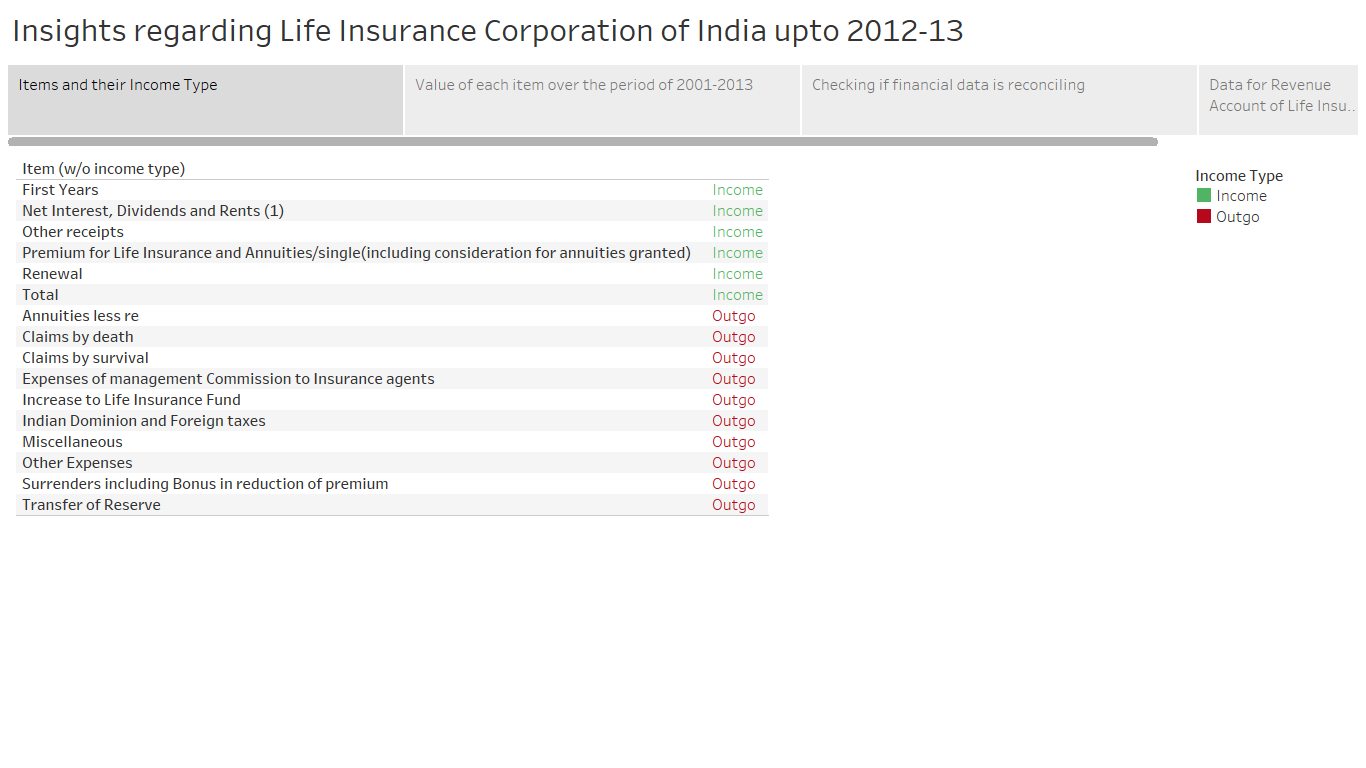 Insights regarding Life Insurance Corporation of India upto 2012-13
Items and their Income Type
Value of each item over the period of 2001-2013
Checking if financial data is reconciling
Data for Revenue
Account of Life Insu..
Item (w/o income type)
First Years Income
Net Interest, Dividends and Rents (1) Income
Other receipts Income
Premium for Life Insurance and Annuities/single(including consideration for annuities granted) Income
Renewal Income
Total Income
Annuities less re Outgo
Claims by death Outgo
Claims by survival Outgo
Expenses of management Commission to Insurance agents Outgo
Increase to Life Insurance Fund Outgo
Indian Dominion and Foreign taxes Outgo
Miscellaneous Outgo
Other Expenses Outgo
Surrenders including Bonus in reduction of premium Outgo
Transfer of Reserve Outgo
Income Type
Income
Outgo